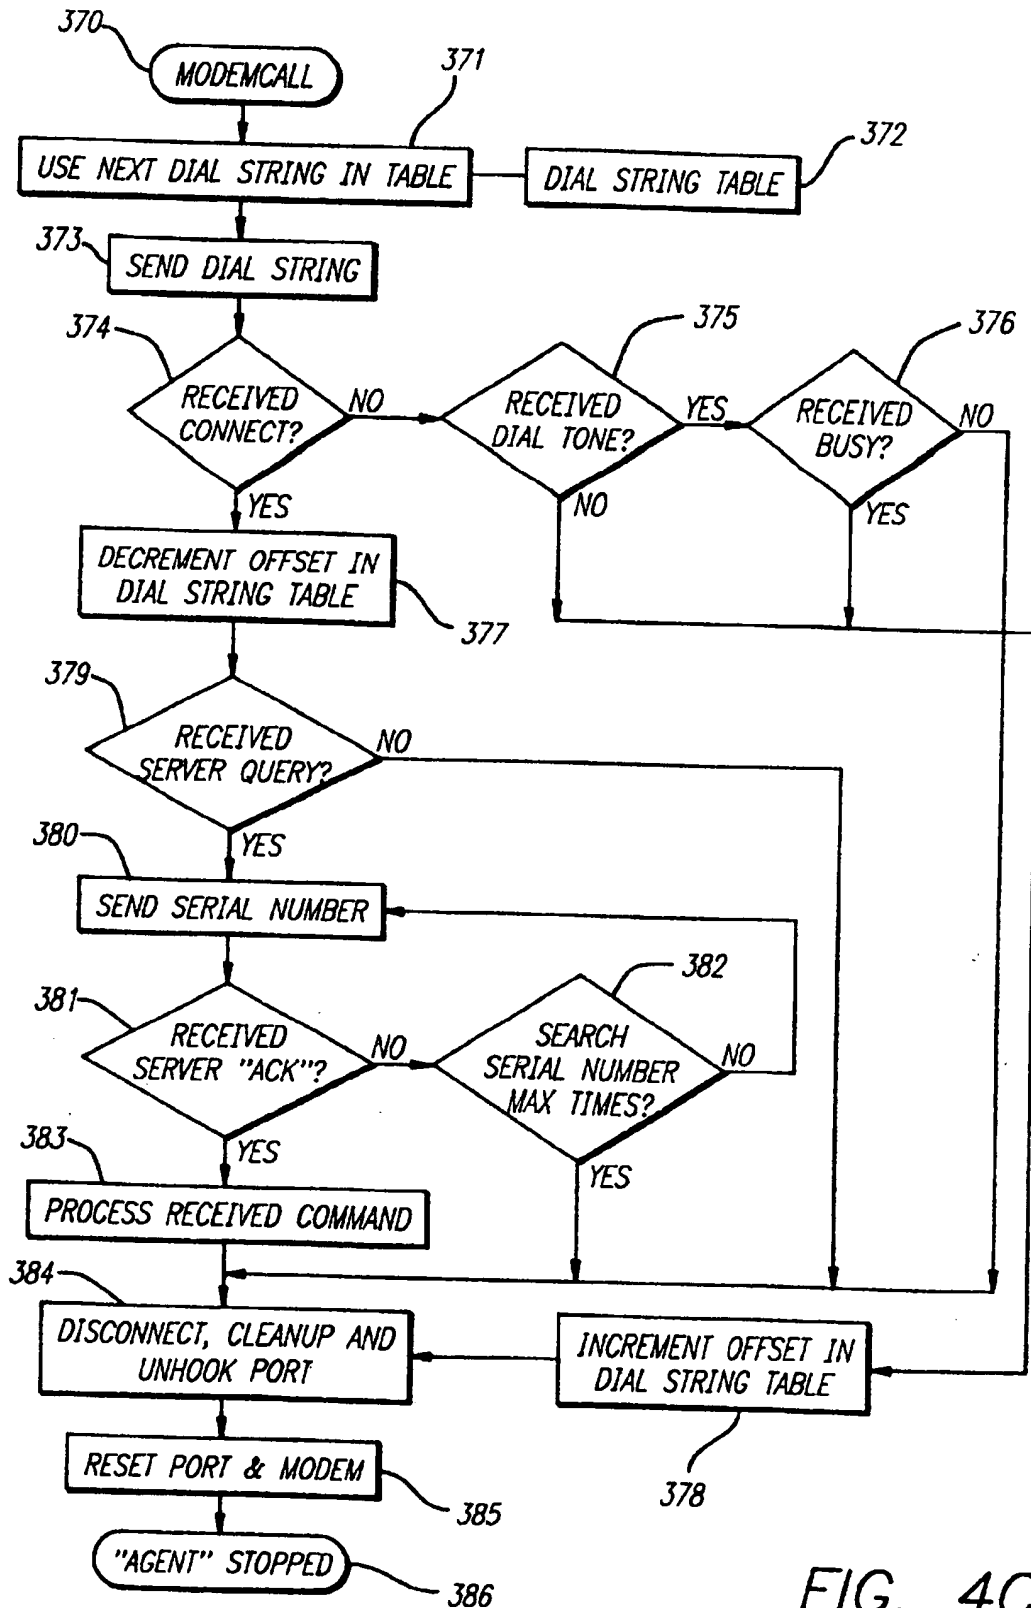 370
MODEMCALL
371
USE NEXT DIAL STRING IN TABLE
372
DIAL STRING TABLE
373
SEND DIAL STRING
374
RECEIVED
CONNECT?
NO
YES
375
RECEIVED
DIAL TONE?
YES
NO
376
RECEIVED
BUSY?
NO
YES
DECREMENT OFFSET IN
DIAL STRING TABLE
377
379
RECEIVED
SERVER QUERY?
NO
YES
380
SEND SERIAL NUMBER
381
RECEIVED
SERVER "ACK"?
NO
YES
382
SEARCH
SERIAL NUMBER
MAX TIMES?
NO
YES
383
PROCESS RECEIVED COMMAND
384
DISCONNECT, CLEANUP AND
UNHOOK PORT
INCREMENT OFFSET IN
DIAL STRING TABLE
378
RESET PORT & MODEM
385
"AGENT" STOPPED
386
FIG. 4C